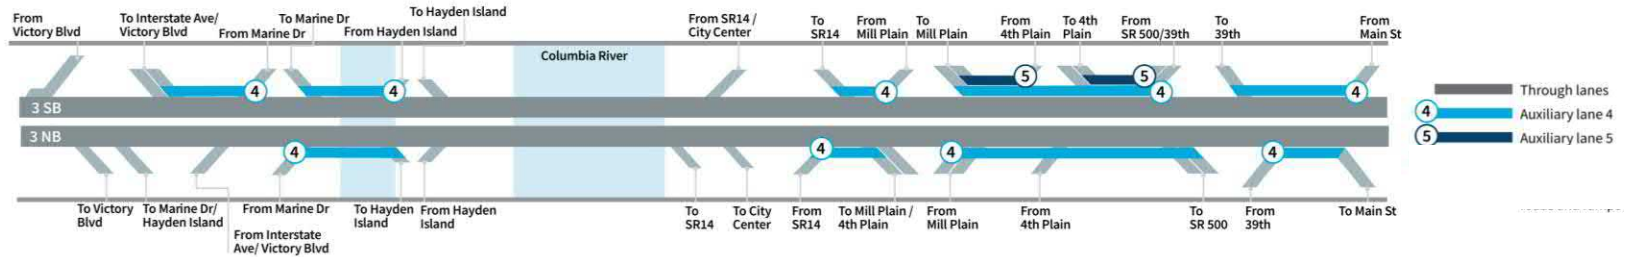 From
Victory Blvd
To Interstate Ave/
Victory Blvd
From Marine Dr
To Marine Dr
From Hayden Island
To Hayden Island
From SR14 /
City Center
To
SR14
From
Mill Plain
To
Mill Plain
From
4th Plain
To 4th
Plain
From
SR 500/39th
To
39th
From
Main St
Columbia River
4
4
4
5
5
4
4
3 SB
3 NB
4
4
4
4
To Victory
Blvd
To Marine Dr/
Hayden Island
From Interstate
Ave/ Victory Blvd
From Marine Dr
To Hayden
Island
From Hayden
Island
To
SR14
To City
Center
From
SR14
To Mill Plain /
4th Plain
From
Mill Plain
From
4th Plain
To
SR 500
From
39th
To Main St
Through lanes
4 Auxiliary lane 4
5 Auxiliary lane 5